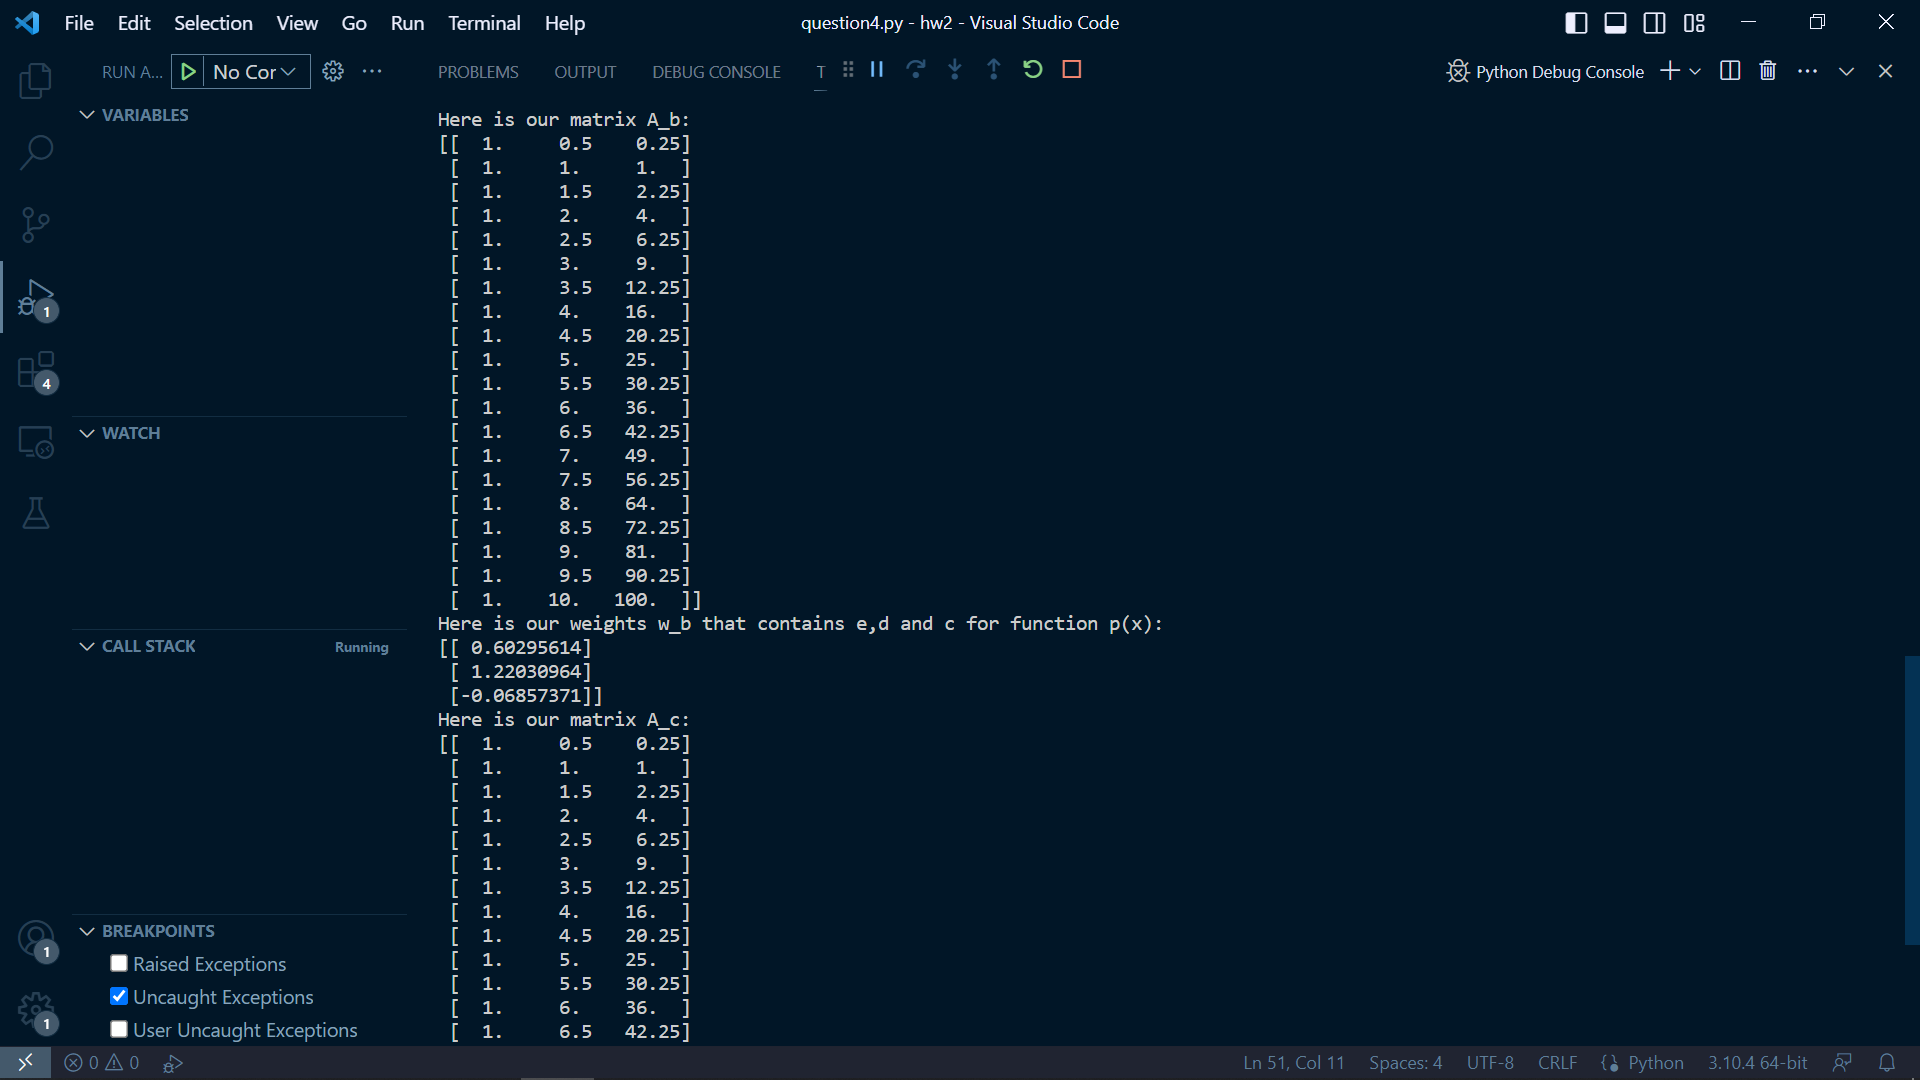 File Edit Selection View Go Run Terminal Help
question4.py - hw2 - Visual Studio Code
RUN A... No Cor
PROBLEMS OUTPUT DEBUG CONSOLE T
Python Debug Console
VARIABLES
WATCH
CALL STACK Running
BREAKPOINTS
Raised Exceptions
Uncaught Exceptions
User Uncaught Exceptions
1
4
1
1
Here is our matrix A_b:
[[ 1. 0.5 0.25]
[ 1. 1. 1. ]
[ 1. 1.5 2.25]
[ 1. 2. 4. ]
[ 1. 2.5 6.25]
[ 1. 3. 9. ]
[ 1. 3.5 12.25]
[ 1. 4. 16. ]
[ 1. 4.5 20.25]
[ 1. 5. 25. ]
[ 1. 5.5 30.25]
[ 1. 6. 36. ]
[ 1. 6.5 42.25]
[ 1. 7. 49. ]
[ 1. 7.5 56.25]
[ 1. 8. 64. ]
[ 1. 8.5 72.25]
[ 1. 9. 81. ]
[ 1. 9.5 90.25]
[ 1. 10. 100. ]]
Here is our weights w_b that contains e,d and c for function p(x):
[[ 0.60295614]
[ 1.22030964]
[-0.06857371]]
Here is our matrix A_c:
[[ 1. 0.5 0.25]
[ 1. 1. 1. ]
[ 1. 1.5 2.25]
[ 1. 2. 4. ]
[ 1. 2.5 6.25]
[ 1. 3. 9. ]
[ 1. 3.5 12.25]
[ 1. 4. 16. ]
[ 1. 4.5 20.25]
[ 1. 5. 25. ]
[ 1. 5.5 30.25]
[ 1. 6. 36. ]
[ 1. 6.5 42.25]
0 0
Ln 51, Col 11 Spaces: 4 UTF-8 CRLF Python 3.10.4 64-bit